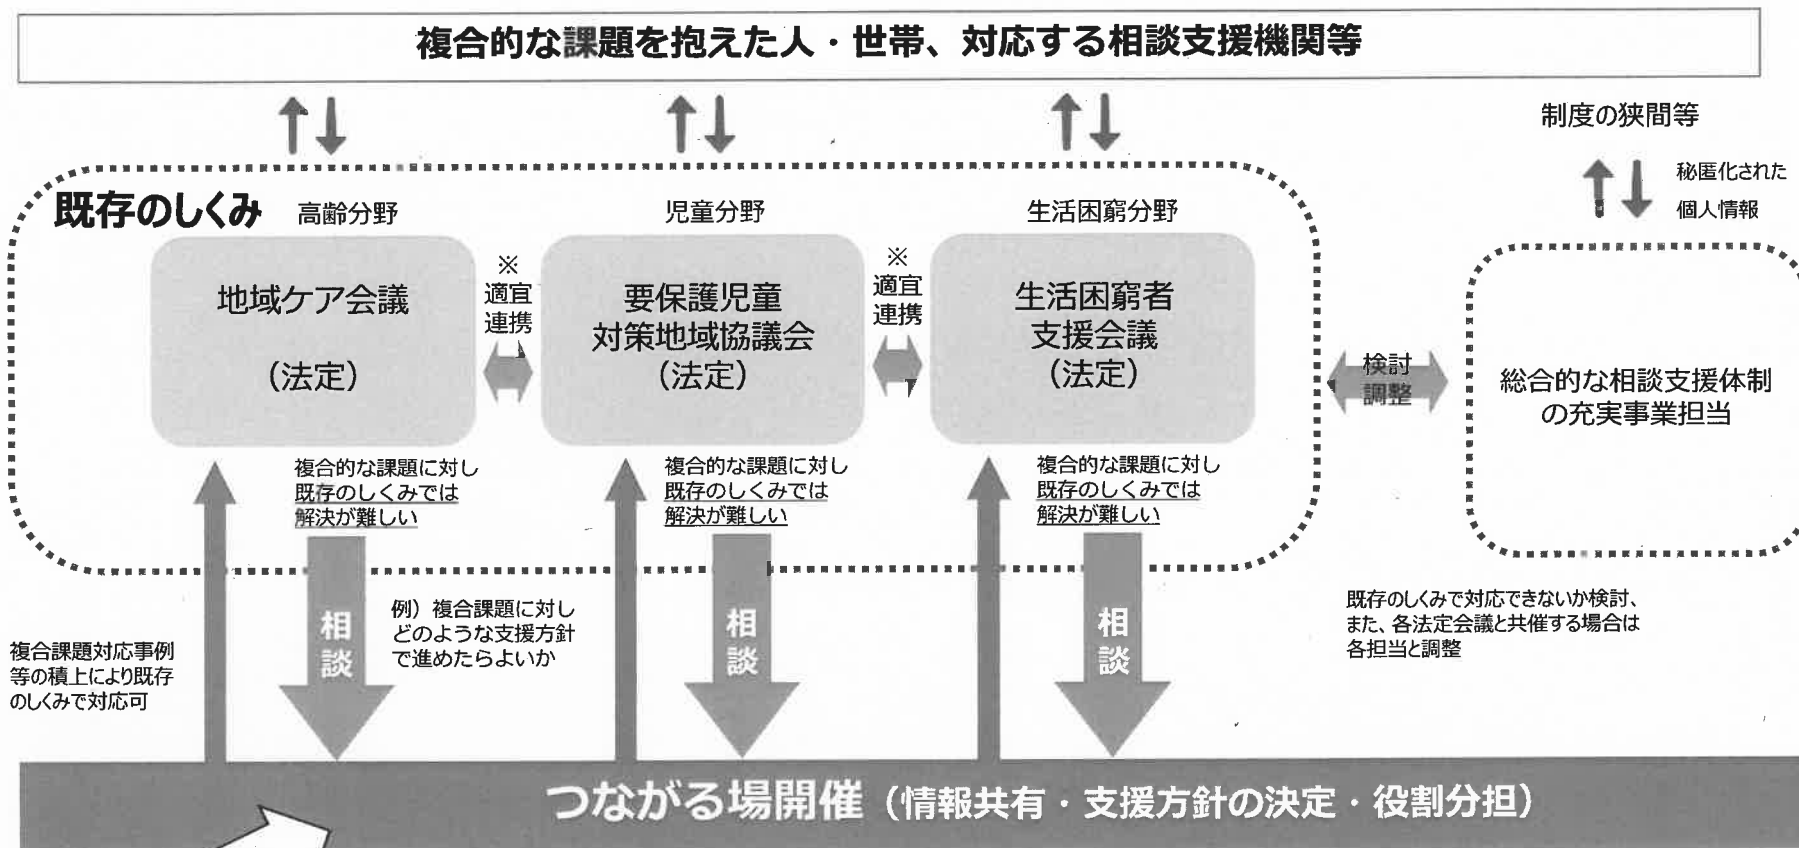 複合的な課題を抱えた人・世帯、対応する相談支援機関等
制度の狭間等
秘匿化された
個人情報
既存のしくみ
高齢分野
児童分野
生活困窮分野
地域ケア会議
(法定)
※
適宜
連携
要保護児童
対策地域協議会
(法定)
※
適宜
連携
生活困窮者
支援会議
(法定)
検討
調整
総合的な相談支援体制
の充実事業担当
複合的な課題に対し
既存のしくみでは
解決が難しい
複合的な課題に対し
既存のしくみでは
解決が難しい
複合的な課題に対し
既存のしくみでは
解決が難しい
複合課題対応事例
等の積上により既存
のしくみで対応可
相談
例）複合課題に対し
どのような支援方針
で進めたらよいか
相談
相談
既存のしくみで対応できないか検討、
また、各法定会議と共催する場合は
各担当と調整
つながる場開催（情報共有・支援方針の決定・役割分担）